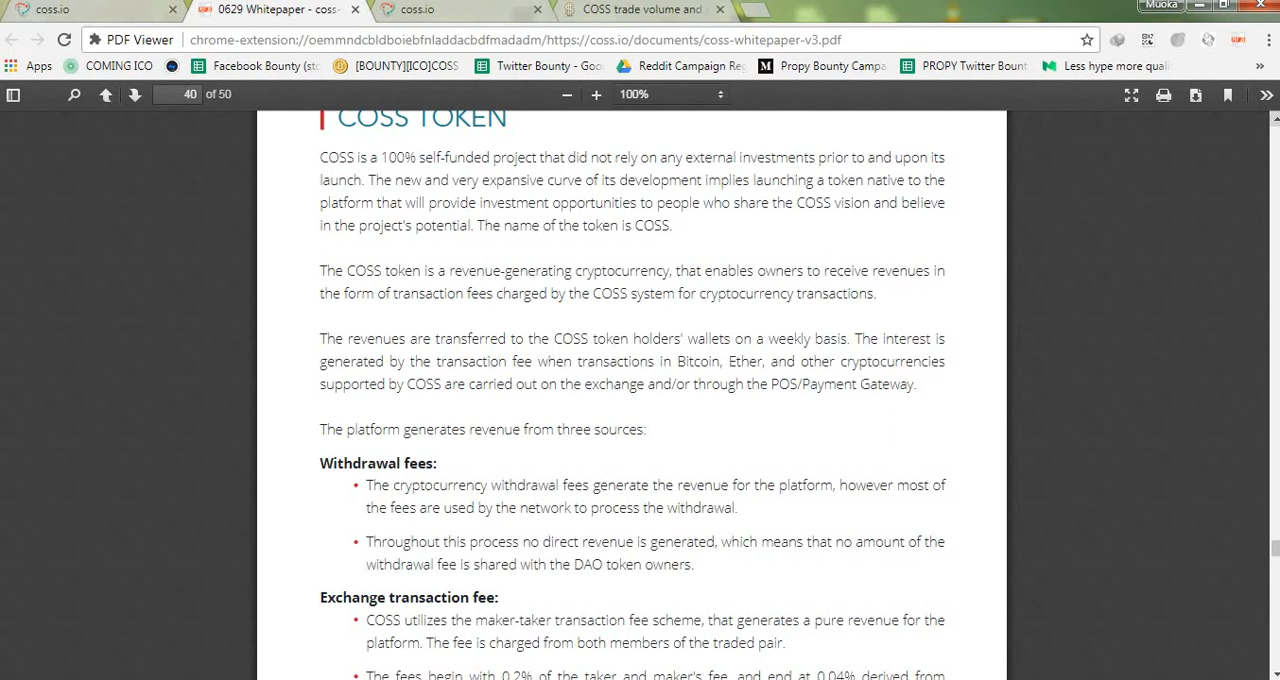 coss.io
0629 Whitepaper - coss-
coss.io
COSS trade volume and
Muoka
PDF Viewer
chrome-extension://oemmndcbldboiebfnladdacbdfmadadm/https://coss.io/documents/coss-whitepaper-v3.pdf
Apps
COMING ICO
Facebook Bounty (sto
[BOUNTY][ICO]COSS
Twitter Bounty - Goo
Reddit Campaign Reg
Propy Bounty Campa
PROPY Twitter Bount
Less hype more quali
»
40 of 50
100%
COSS TOKEN
COSS is a 100% self-funded project that did not rely on any external investments prior to and upon its
launch. The new and very expansive curve of its development implies launching a token native to the
platform that will provide investment opportunities to people who share the COSS vision and believe
in the project's potential. The name of the token is COSS.
The COSS token is a revenue-generating cryptocurrency, that enables owners to receive revenues in
the form of transaction fees charged by the COSS system for cryptocurrency transactions.
The revenues are transferred to the COSS token holders' wallets on a weekly basis. The interest is
generated by the transaction fee when transactions in Bitcoin, Ether, and other cryptocurrencies
supported by COSS are carried out on the exchange and/or through the POS/Payment Gateway.
The platform generates revenue from three sources:
Withdrawal fees:
• The cryptocurrency withdrawal fees generate the revenue for the platform, however most of
the fees are used by the network to process the withdrawal.
• Throughout this process no direct revenue is generated, which means that no amount of the
withdrawal fee is shared with the DAO token owners.
Exchange transaction fee:
• COSS utilizes the maker-taker transaction fee scheme, that generates a pure revenue for the
platform. The fee is charged from both members of the traded pair.
• The fees begin with 0.2% of the taker and maker's fee, and end at 0.04% derived from